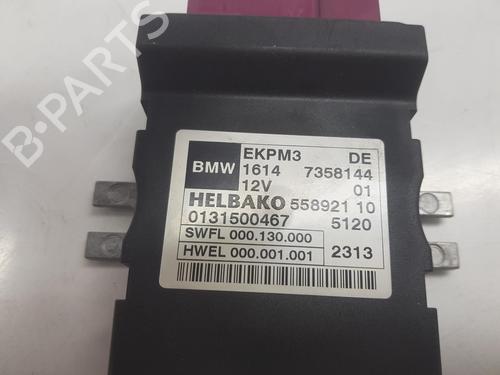 B-PARTS
BMW EKPM3 DE
1614 7358144
12V 01
HELBAKO 558921 10
0131500467 5120
SWFL 000.130.000
HWEL 000.001.001 2313